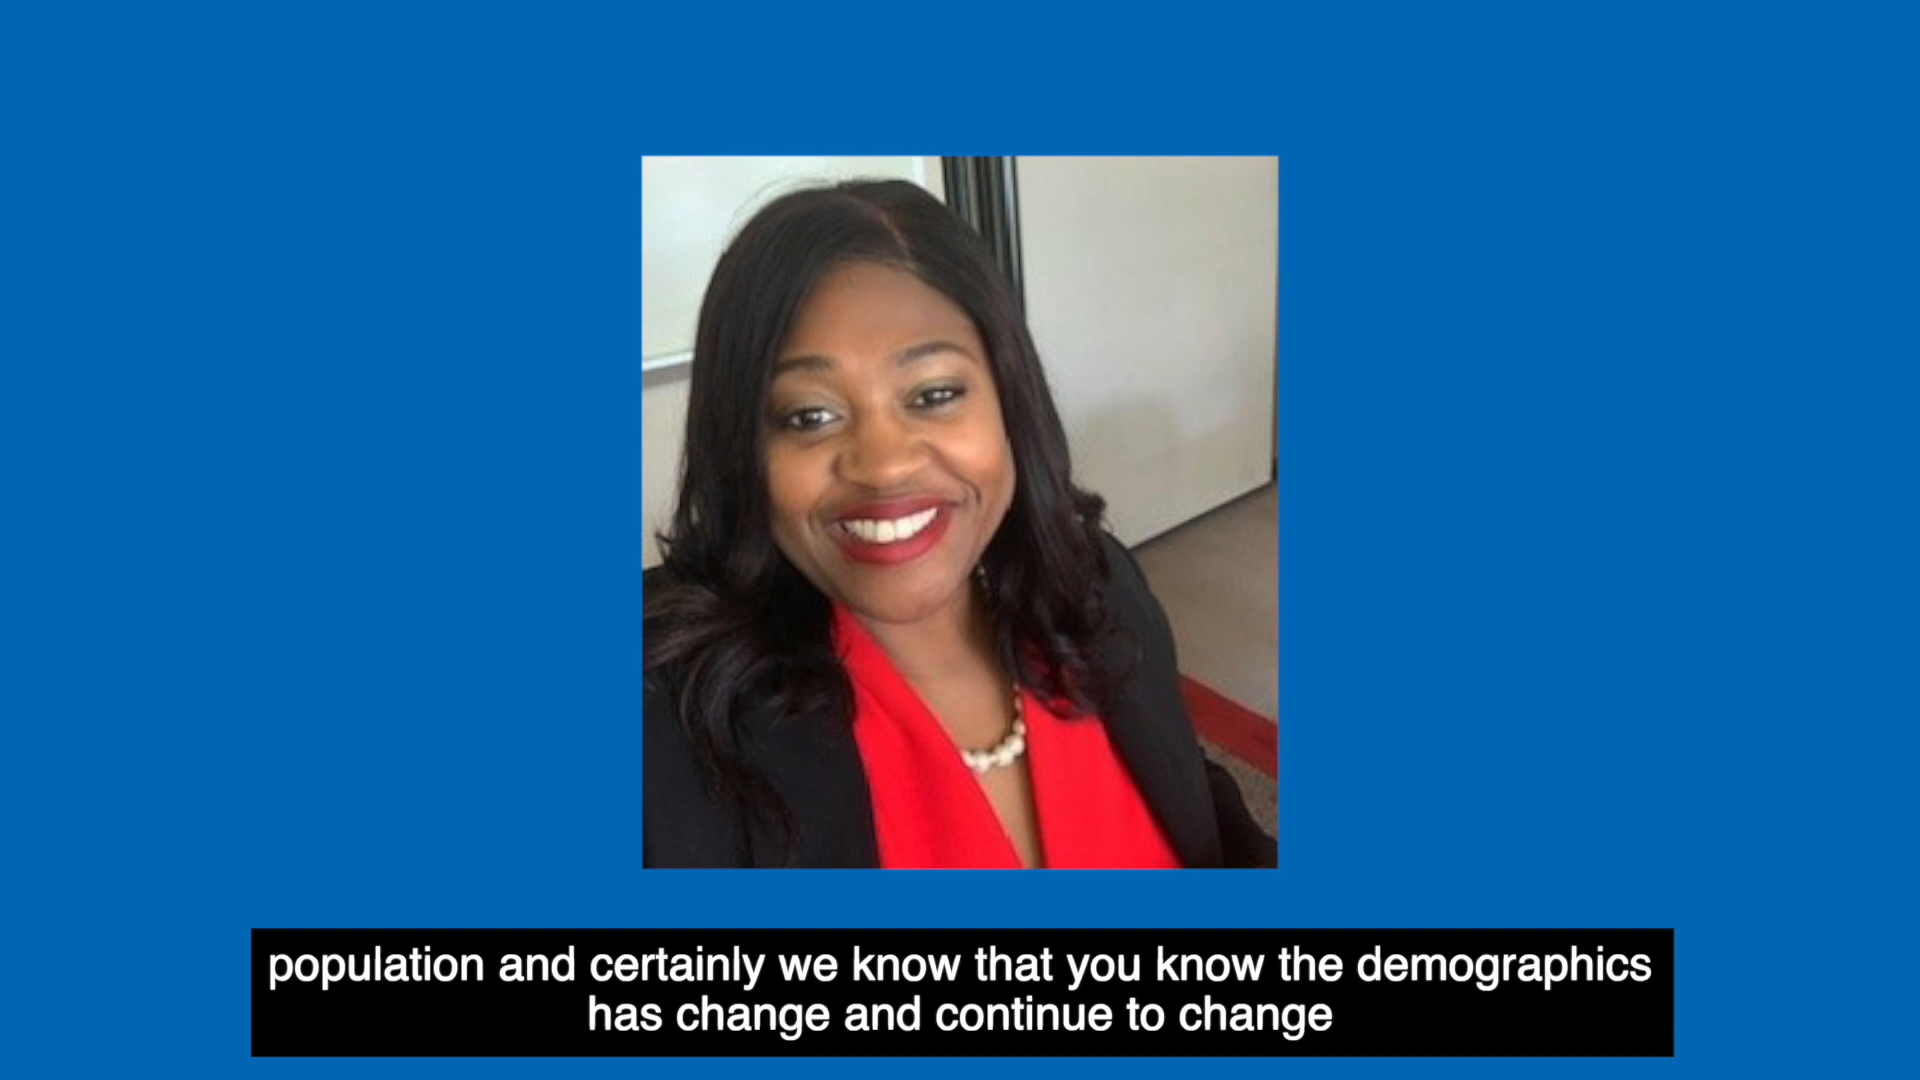 population and certainly we know that you know the demographics
has change and continue to change